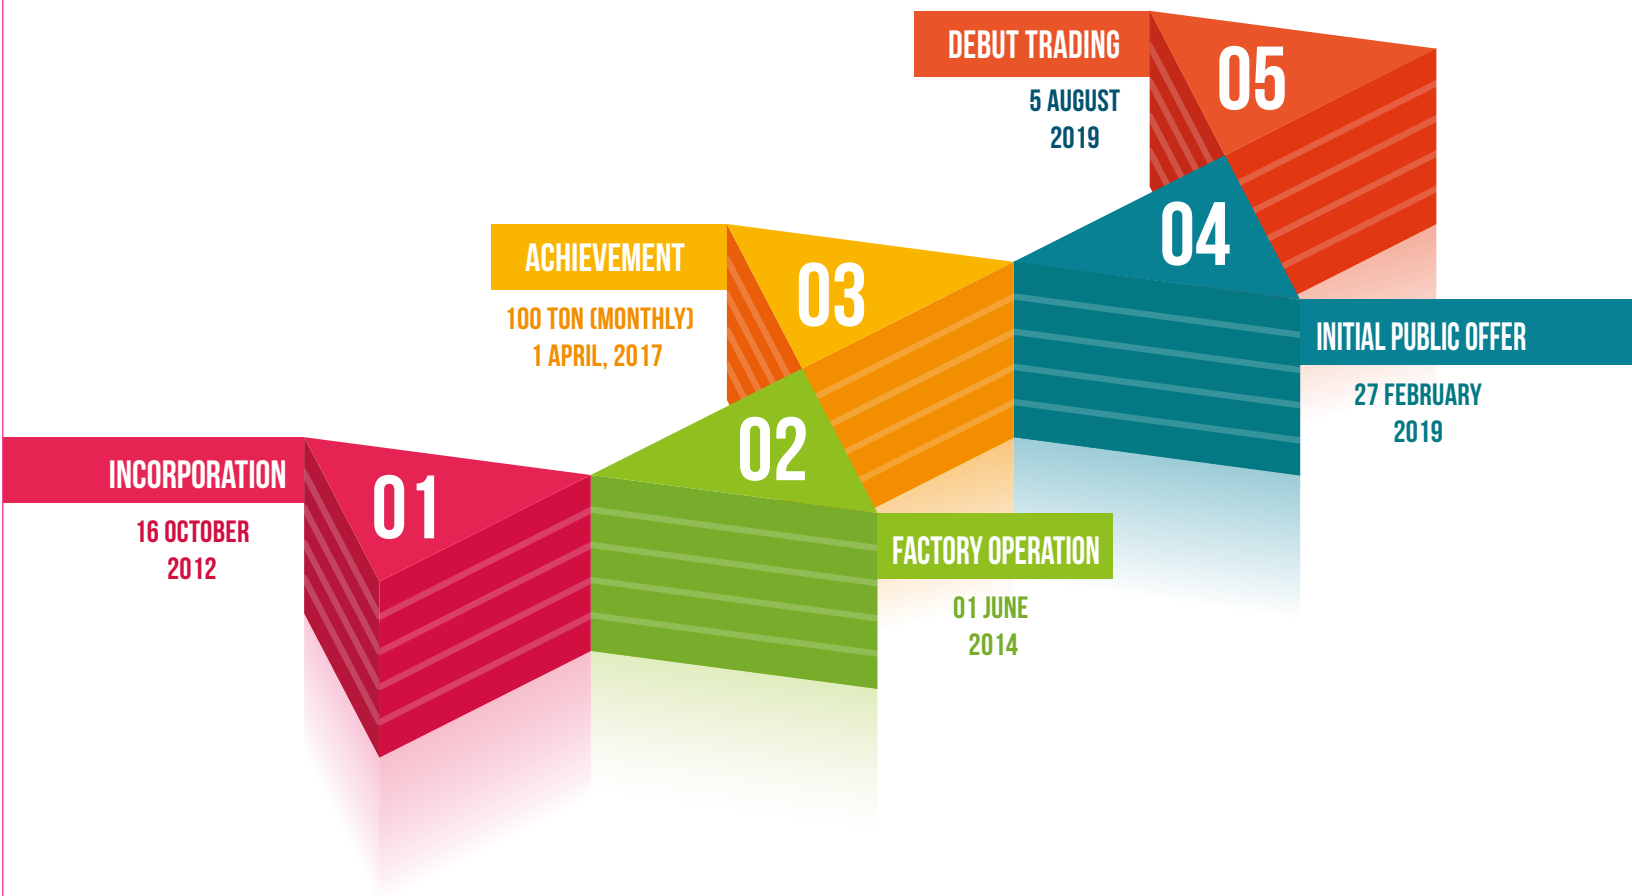 DEBUT TRADING
5 AUGUST
2019
05
04
INITIAL PUBLIC OFFER
27 FEBRUARY
2019
ACHIEVEMENT
100 TON (MONTHLY)
1 APRIL, 2017
03
02
FACTORY OPERATION
01 JUNE
2014
INCORPORATION
16 OCTOBER
2012
01